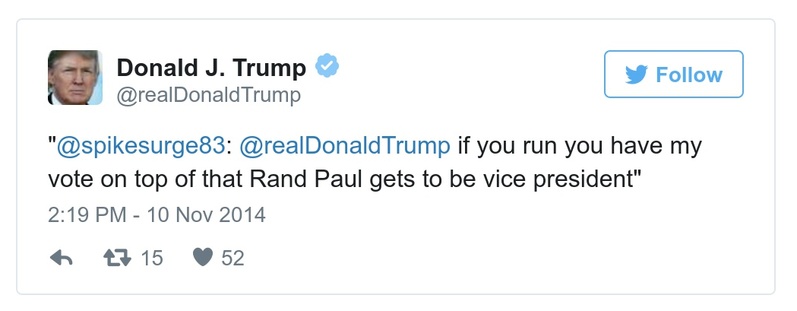 Donald J. Trump
@realDonaldTrump
Follow
"@spikesurge83: @realDonaldTrump if you run you have my
vote on top of that Rand Paul gets to be vice president"
2:19 PM - 10 Nov 2014
15 52